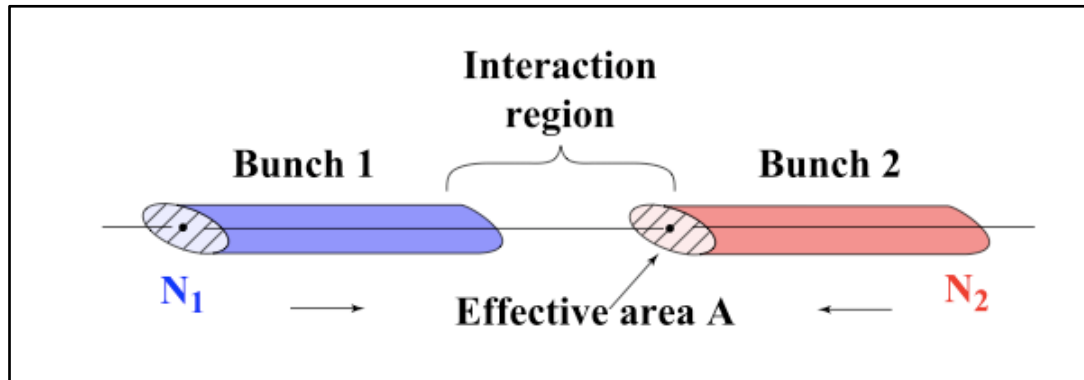 Interaction
region
Bunch 1
Bunch 2
N1
Effective area A
N2